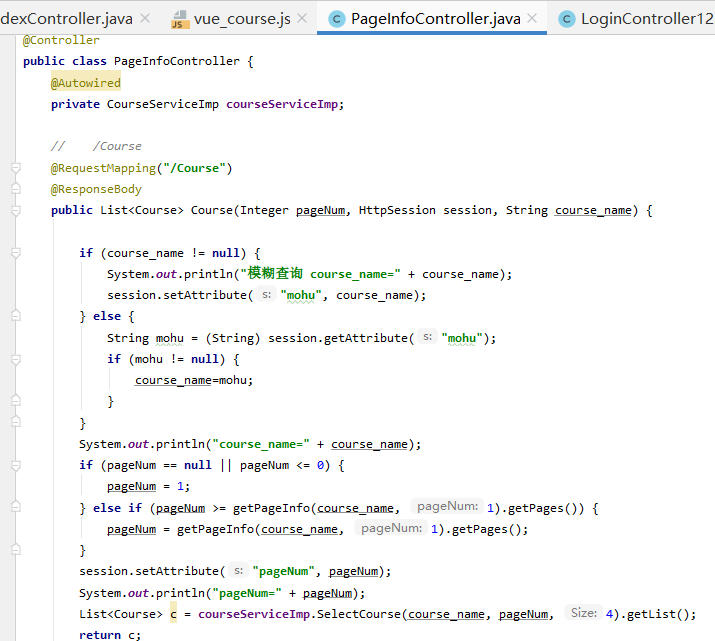 dexController.java × vue_course.js × PageInfoController.java × LoginController12
@Controller
public class PageInfoController {
@Autowired
private CourseServiceImp courseServiceImp;
// /Course
@RequestMapping("/Course")
@ResponseBody
public List<Course> Course(Integer pageNum, HttpSession session, String course_name) {
if (course_name != null) {
System.out.println("模糊查询 course_name=" + course_name);
session.setAttribute( s: "mohu", course_name);
} else {
String mohu = (String) session.getAttribute( s: "mohu");
if (mohu != null) {
course_name=mohu;
}
}
System.out.println("course_name=" + course_name);
if (pageNum == null || pageNum <= 0) {
pageNum = 1;
} else if (pageNum >= getPageInfo(course_name, pageNum: 1).getPages()) {
pageNum = getPageInfo(course_name, pageNum: 1).getPages();
}
session.setAttribute( s: "pageNum", pageNum);
System.out.println("pageNum=" + pageNum);
List<Course> c = courseServiceImp.SelectCourse(course_name, pageNum, Size: 4).getList();
return c;